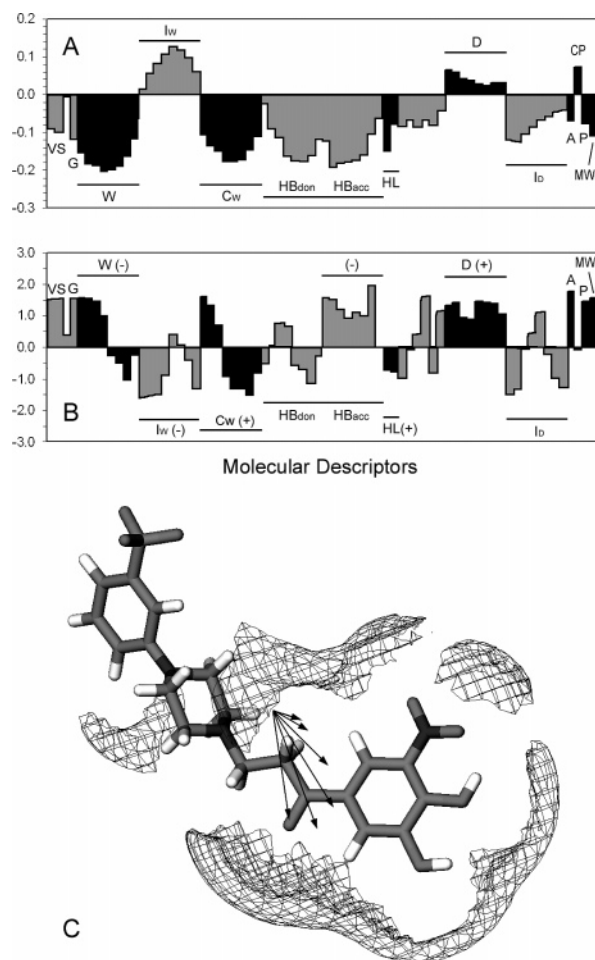 0.2
0.1
0.0
-0.1
-0.2
-0.3
A
Iw
D
CP
VS
G
W
Cw
HBdon
HBacc
HL
ID
A
P
MW
3.0
2.0
1.0
0.0
-1.0
-2.0
-3.0
VS
G
W (-)
(-)
D (+)
A
P
MW
B
Iw (-)
Cw (+)
HBdon
HBacc
HL(+)
ID
Molecular Descriptors
C